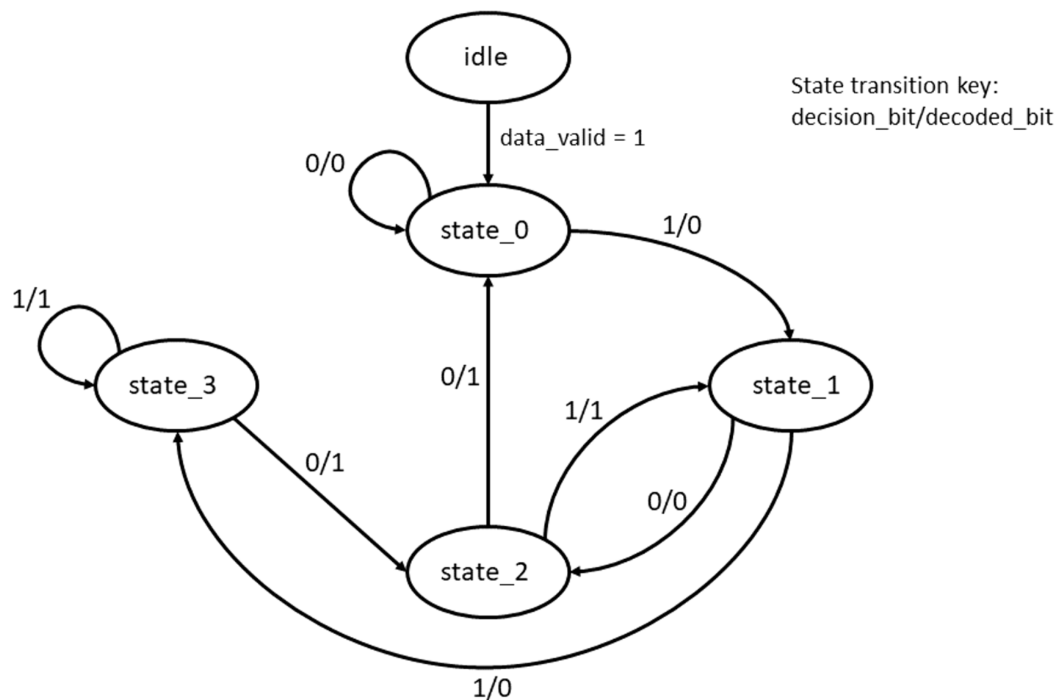 idle
State transition key:
decision_bit/decoded_bit
data_valid = 1
0/0
state_0
1/0
1/1
state_3
0/1
state_1
1/1
0/1
0/0
state_2
1/0